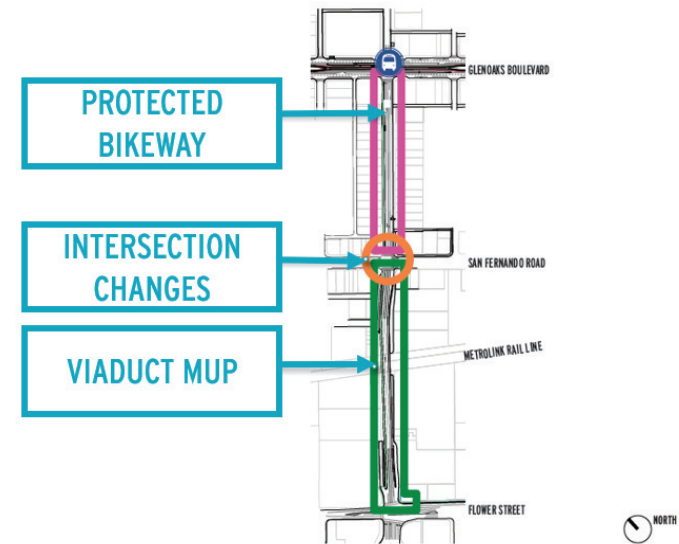 GLENOAKS BOULEVARD
PROTECTED
BIKEWAY
INTERSECTION
CHANGES
SAN FERNANDO ROAD
METROLINK RAIL LINE
VIADUCT MUP
FLOWER STREET
NORTH